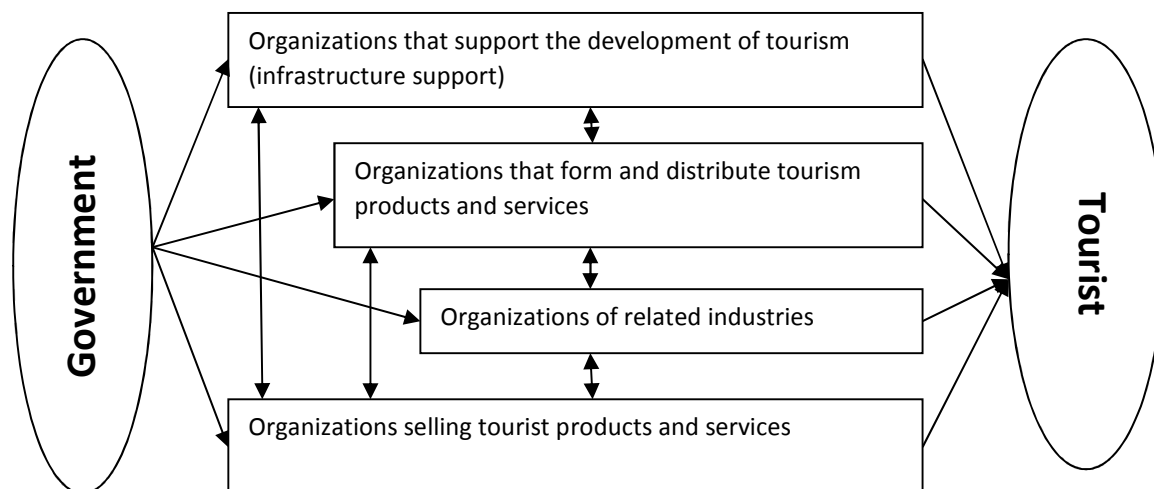 Government
Organizations that support the development of tourism
(infrastructure support)
Organizations that form and distribute tourism
products and services
Organizations of related industries
Organizations selling tourist products and services
Tourist